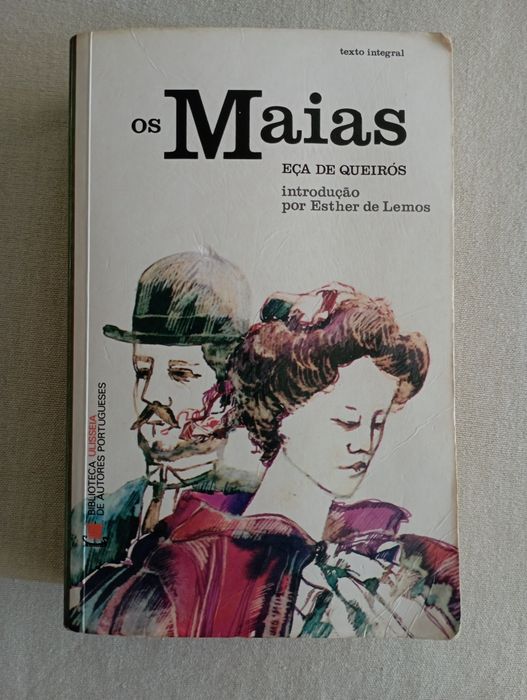 texto integral
os Maias
EÇA DE QUEIRÓS
introdução
por Esther de Lemos
BIBLIOTECA ULISSEIA
DE AUTORES PORTUGUESES